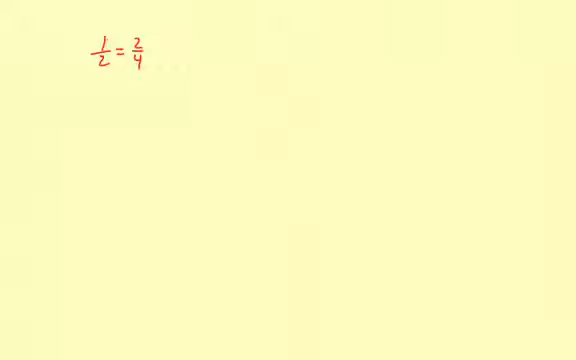 1/2 = 2/4